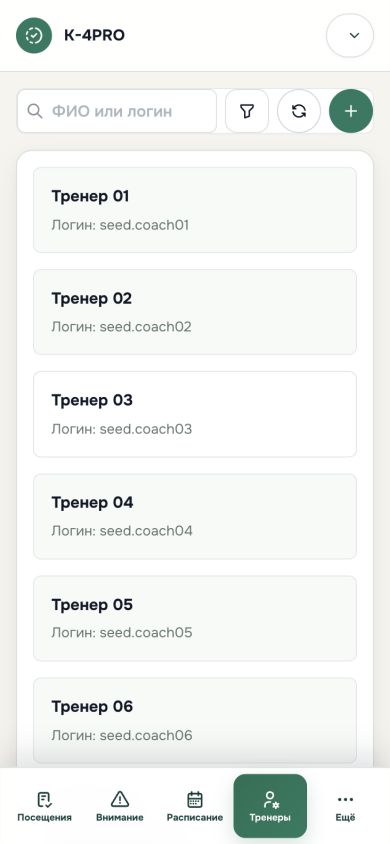 K-4PRO
ФИО или логин
Тренер 01
Логин: seed.coach01
Тренер 02
Логин: seed.coach02
Тренер 03
Логин: seed.coach03
Тренер 04
Логин: seed.coach04
Тренер 05
Логин: seed.coach05
Тренер 06
Логин: seed.coach06
Посещения Внимание Расписание Тренеры Ещё